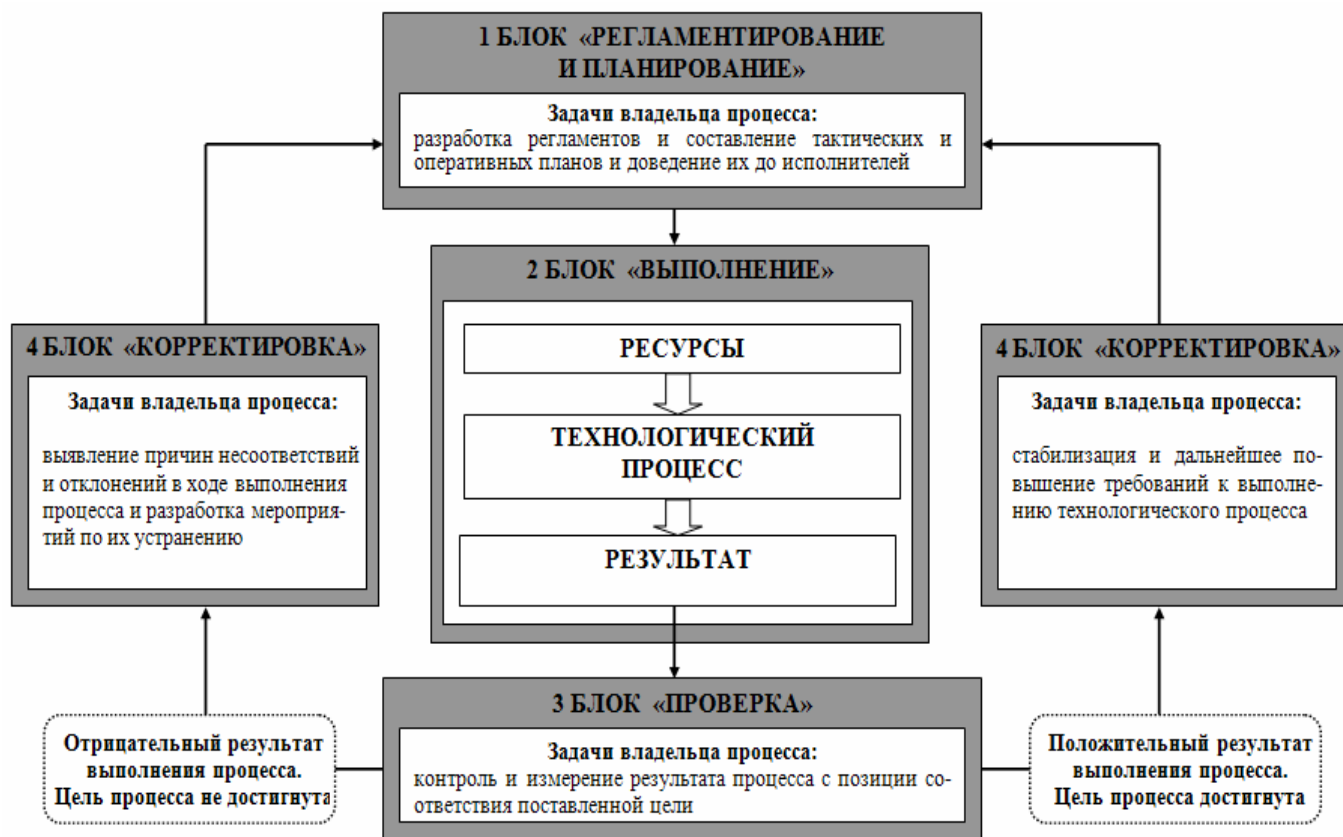 1 БЛОК «РЕГЛАМЕНТИРОВАНИЕ
И ПЛАНИРОВАНИЕ»
Задачи владельца процесса:
разработка регламентов и составление тактических и
оперативных планов и доведение их до исполнителей
2 БЛОК «ВЫПОЛНЕНИЕ»
РЕСУРСЫ
ТЕХНОЛОГИЧЕСКИЙ
ПРОЦЕСС
РЕЗУЛЬТАТ
4 БЛОК «КОРРЕКТИРОВКА»
Задачи владельца процесса:
выявление причин несоответствий
и отклонений в ходе выполнения
процесса и разработка мероприя-
тий по их устранению
4 БЛОК «КОРРЕКТИРОВКА»
Задачи владельца процесса:
стабилизация и дальнейшее по-
вышение требований к выполне-
нию технологического процесса
3 БЛОК «ПРОВЕРКА»
Задачи владельца процесса:
контроль и измерение результата процесса с позиции со-
ответствия поставленной цели
Отрицательный результат
выполнения процесса.
Цель процесса не достигнута
Положительный результат
выполнения процесса.
Цель процесса достигнута